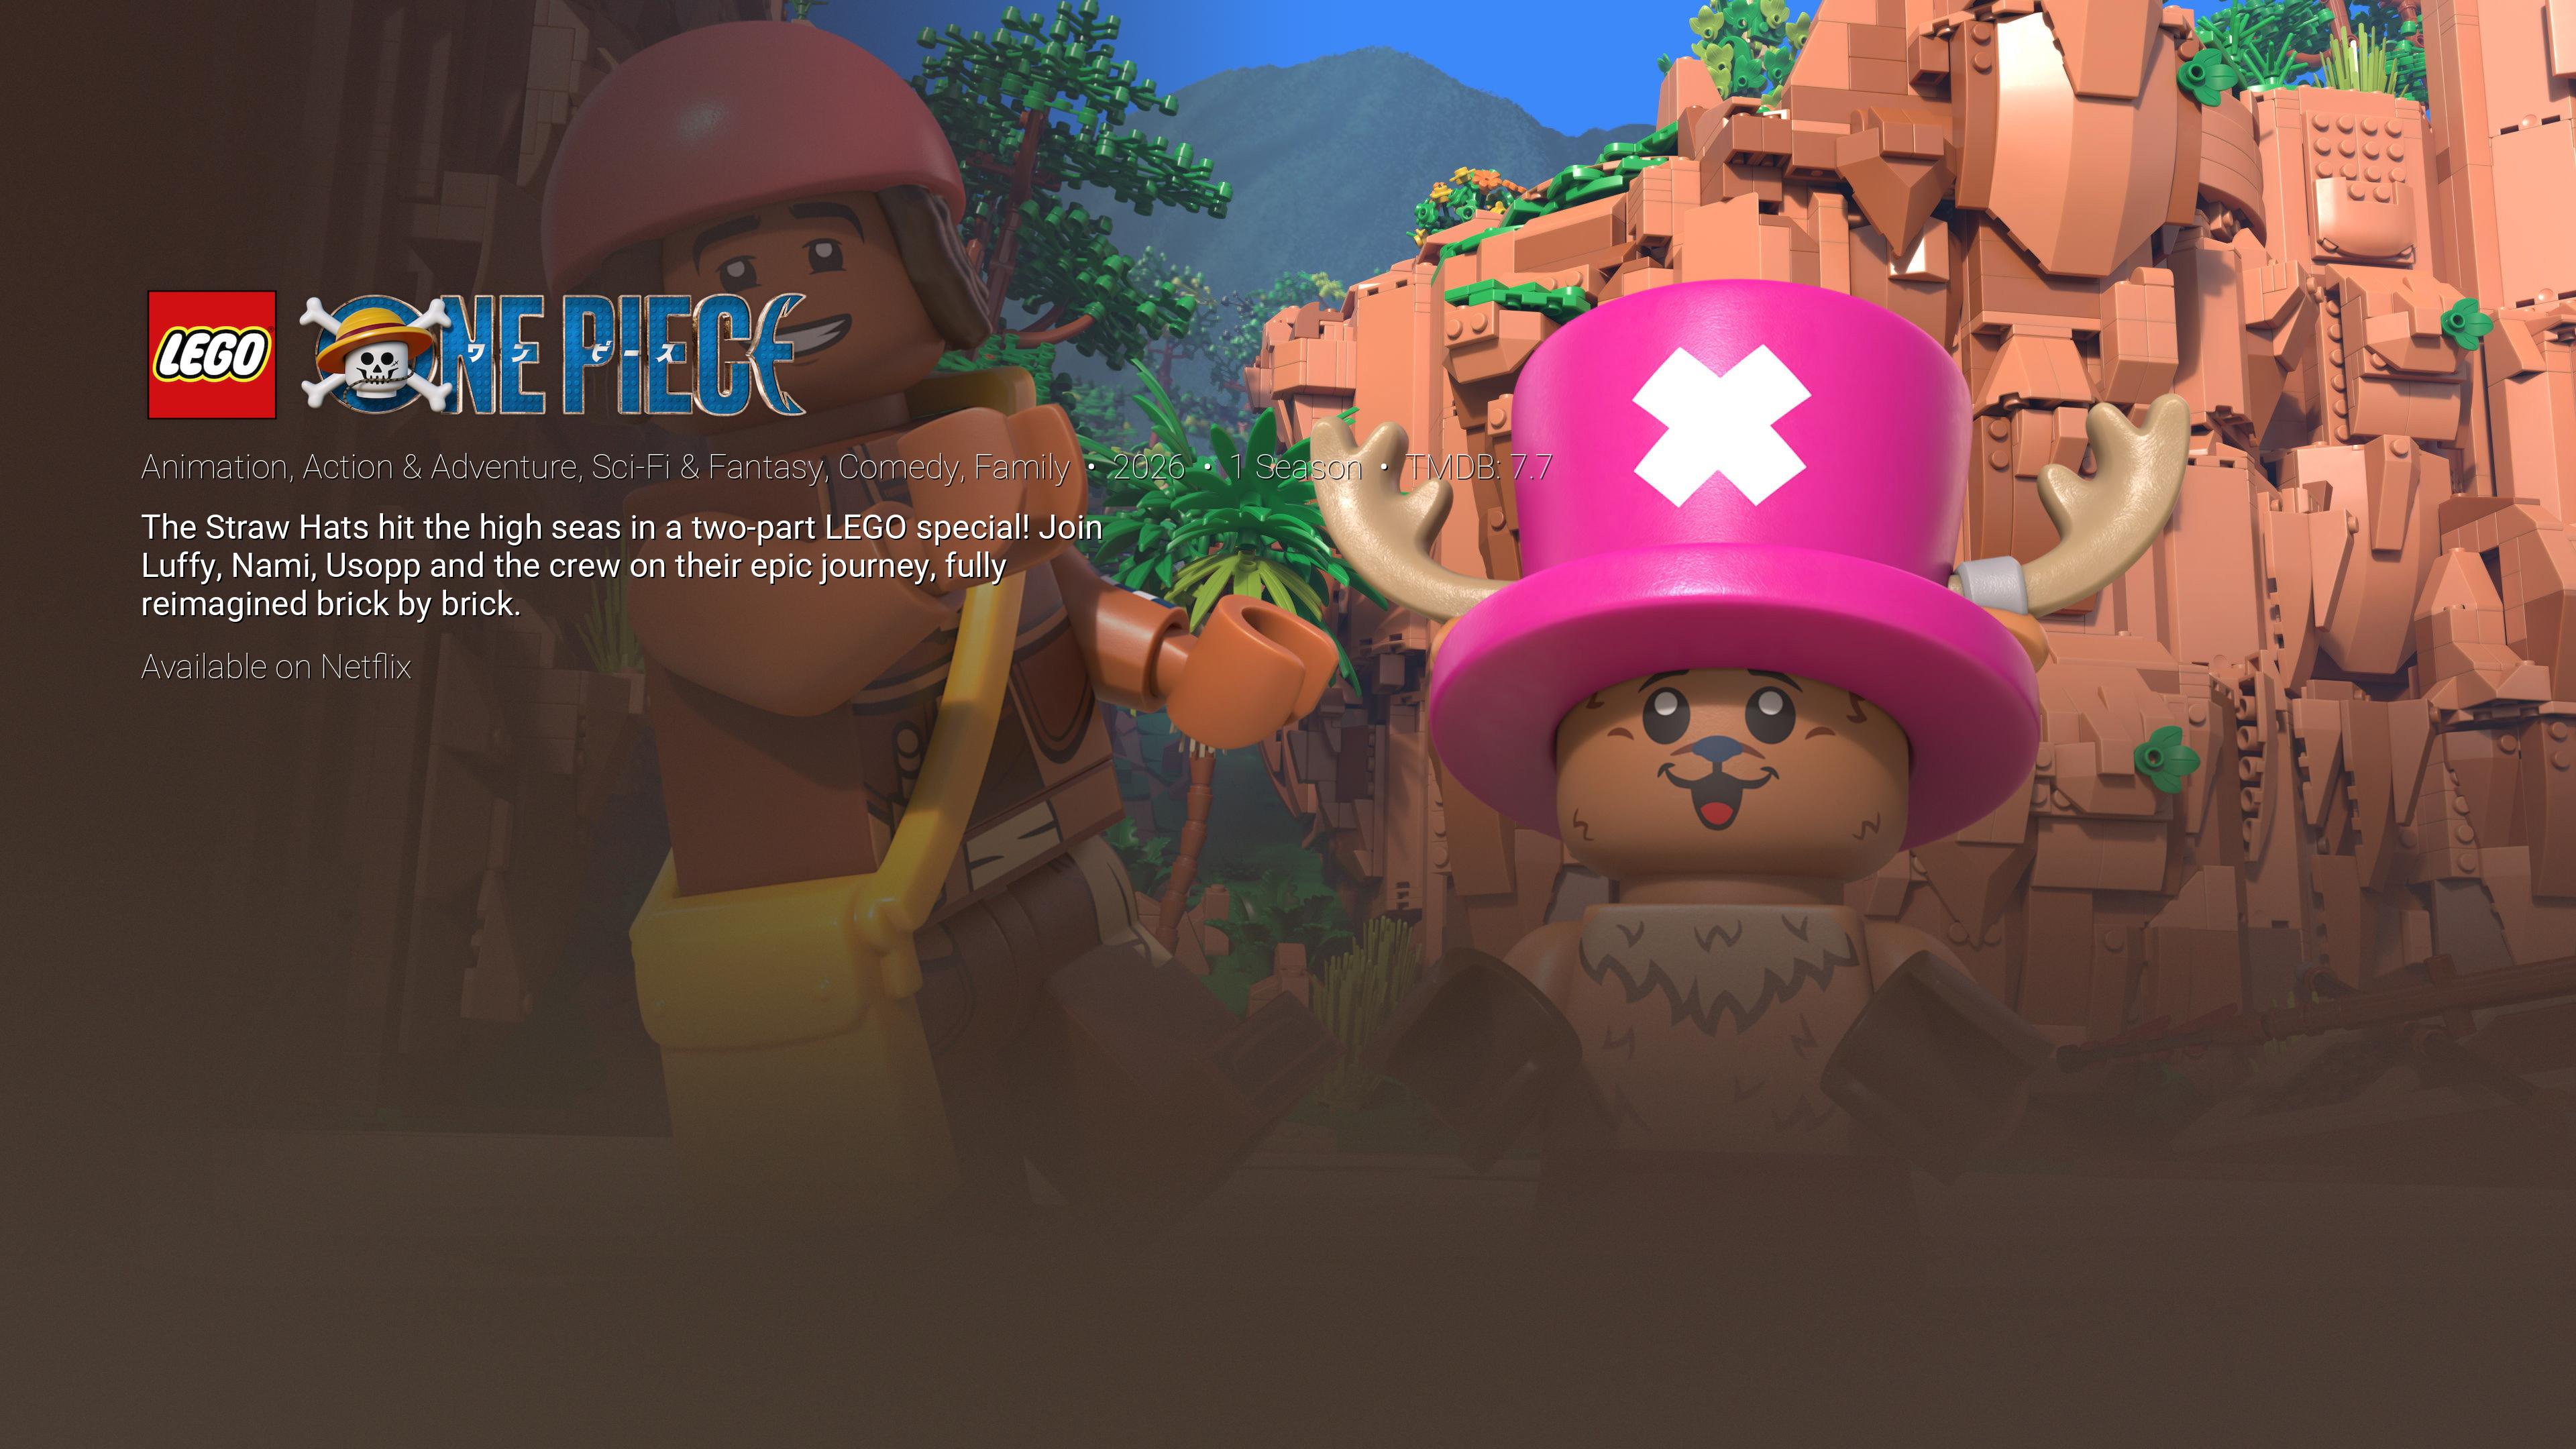 LEGO ONE PIECE
ワンピース
Animation, Action & Adventure, Sci-Fi & Fantasy, Comedy, Family • 2026 • 1 Season • TMDB: 7.7
The Straw Hats hit the high seas in a two-part LEGO special! Join
Luffy, Nami, Usopp and the crew on their epic journey, fully
reimagined brick by brick.
Available on Netflix